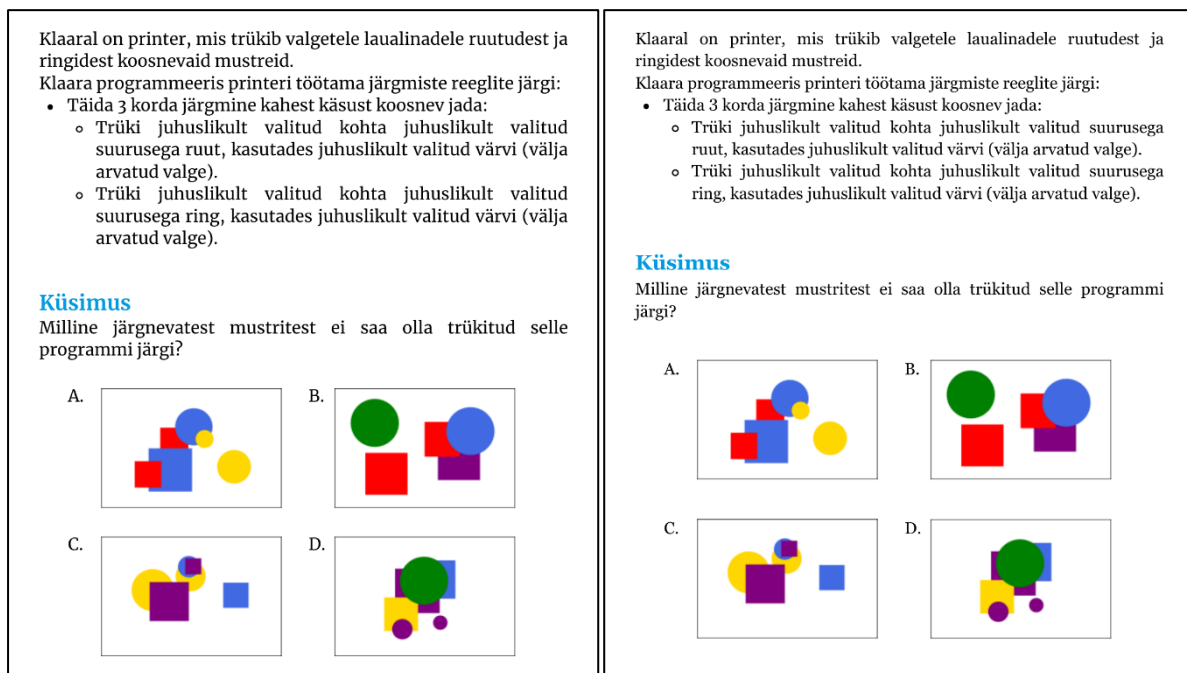 Klaaral on printer, mis trükib valgetele laualinadele ruutudest ja
ringidest koosnevaid mustreid.
Klaara programmeeris printeri töötama järgmiste reeglite järgi:
• Täida 3 korda järgmine kahest käsust koosnev jada:
◦ Trüki juhuslikult valitud kohta juhuslikult valitud
suurusega ruut, kasutades juhuslikult valitud värvi (välja
arvatud valge).
◦ Trüki juhuslikult valitud kohta juhuslikult valitud
suurusega ring, kasutades juhuslikult valitud värvi (välja
arvatud valge).
Küsimus
Milline järgnevatest mustritest ei saa olla trükitud selle
programmi järgi?
A.
B.
C.
D.
Klaaral on printer, mis trükib valgetele laualinadele ruutudest ja
ringidest koosnevaid mustreid.
Klaara programmeeris printeri töötama järgmiste reeglite järgi:
• Täida 3 korda järgmine kahest käsust koosnev jada:
◦ Trüki juhuslikult valitud kohta juhuslikult valitud suurusega
ruut, kasutades juhuslikult valitud värvi (välja arvatud valge).
◦ Trüki juhuslikult valitud kohta juhuslikult valitud suurusega
ring, kasutades juhuslikult valitud värvi (välja arvatud valge).
Küsimus
Milline järgnevatest mustritest ei saa olla trükitud selle programmi
järgi?
A.
B.
C.
D.